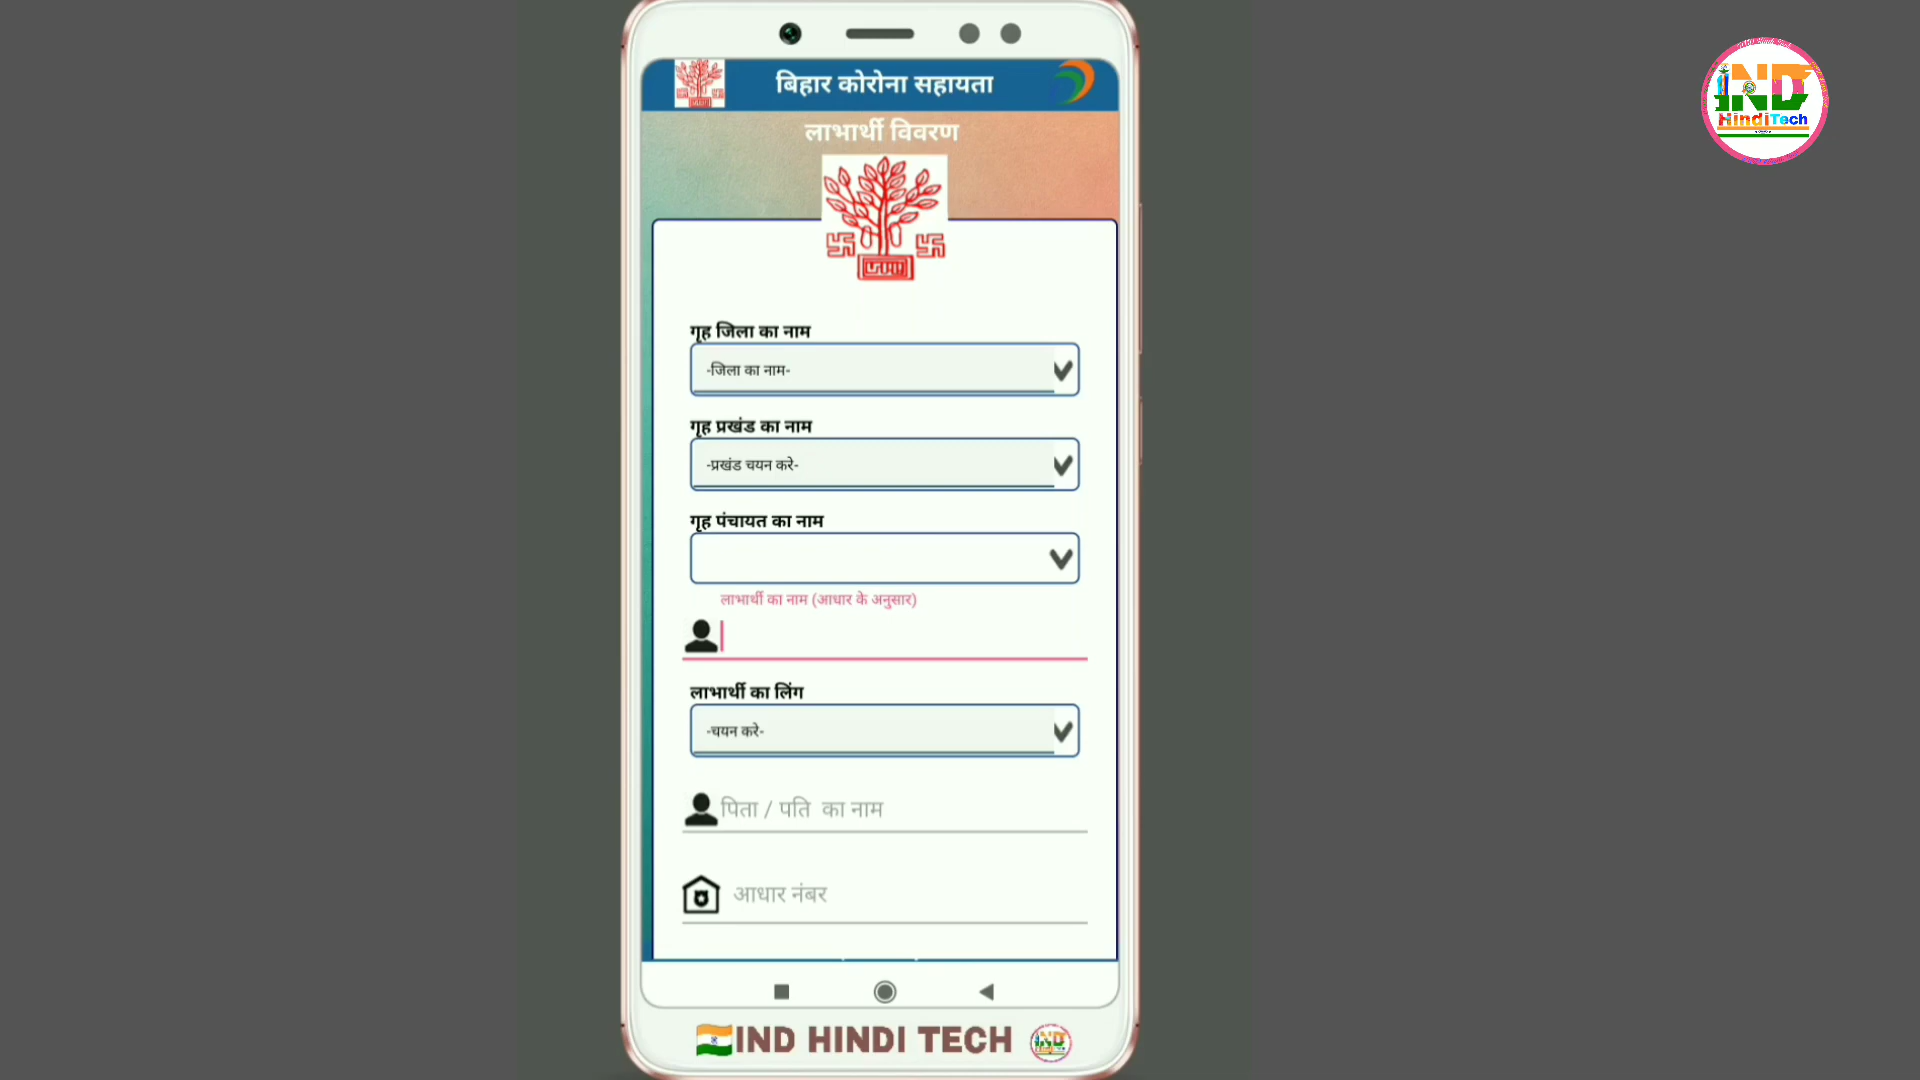 बिहार कोरोना सहायता
लाभार्थी विवरण
गृह जिला का नाम
-जिला का नाम-
गृह प्रखंड का नाम
-प्रखंड चयन करे-
गृह पंचायत का नाम
लाभार्थी का नाम (आधार के अनुसार)
लाभार्थी का लिंग
-चयन करे-
पिता / पति का नाम
आधार नंबर
IND HINDI TECH
IND
HindiTech